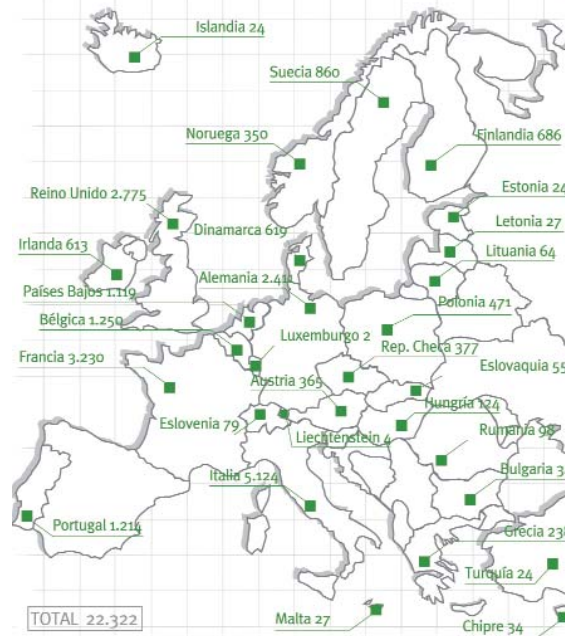 Islandia 24
Suecia 860
Noruega 350
Finlandia 686
Reino Unido 2.775
Estonia 24
Dinamarca 619
Letonia 27
Irlanda 613
Lituania 64
Alemania 2.411
Países Bajos 1.119
Polonia 471
Bélgica 1.250
Luxemburgo 2
Rep. Checa 377
Francia 3.230
Eslovaquia 55
Austria 365
Hungría 124
Eslovenia 79
Liechtenstein 4
Rumanía 98
Italia 5.124
Bulgaria 3
Portugal 1.214
Grecia 238
Turquía 24
TOTAL 22.322
Malta 27
Chipre 34